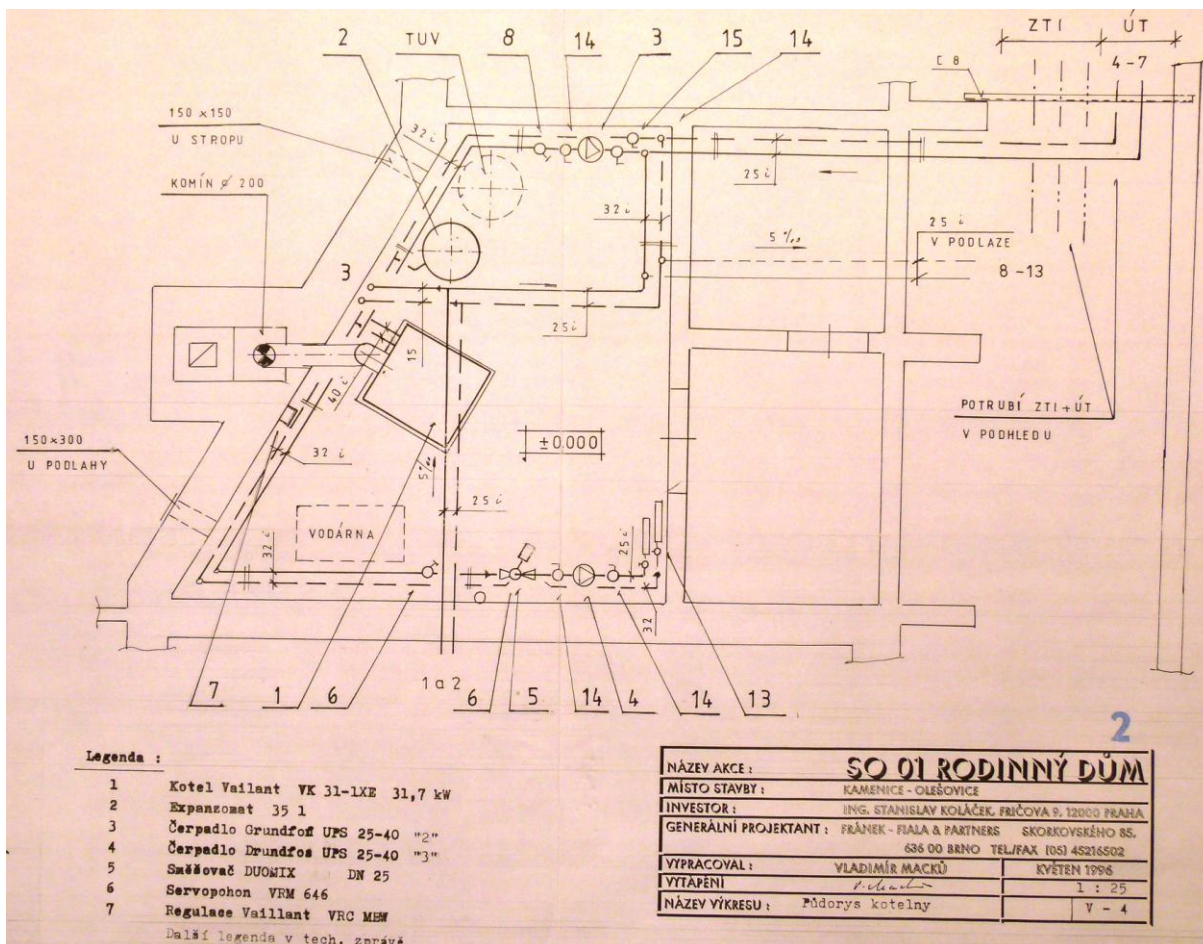 2 TUV 8 14 3 15 14 ZTI ÚT
4-7
C 8
150 x 150
U STROPU
32 i
KOMÍN ø 200
25 i
32 i
25 i
V PODLAZE
5 ‰
8 -13
3
25 i
15
40 i
POTRUBÍ ZTI + ÚT
V PODHLEDU
±0.000
150 x 300
U PODLAHY
32 i
5‰
25 i
VODÁRNA
32 i
25 i
32
7 1 6 1 a 2 6 5 14 4 14 13
2
Legenda :
1 Kotel Vailant VK 31-1XE 31,7 kW
2 Expanzomat 35 l
3 Čerpadlo Grundfos UPS 25-40 "2"
4 Čerpadlo Drundfos UPS 25-40 "3"
5 Směšovač DUOMIX DN 25
6 Servopohon VRM 646
7 Regulace Vaillant VRC
Další legenda v tech. zprávě
NÁZEV AKCE : SO 01 RODINNÝ DŮM
MÍSTO STAVBY : KAMENICE - OLEŠOVICE
INVESTOR : ING. STANISLAV KOLÁČEK, FRIČOVA 9, 12000 PRAHA
GENERÁLNÍ PROJEKTANT : FRÁNEK - FIALA & PARTNERS SKORKOVSKÉHO 85,
636 00 BRNO TEL/FAX (05) 45216502
VYPRACOVAL : VLADIMÍR MACKŮ KVĚTEN 1996
VYTÁPĚNÍ 1 : 25
NÁZEV VÝKRESU : Půdorys kotelny V - 4